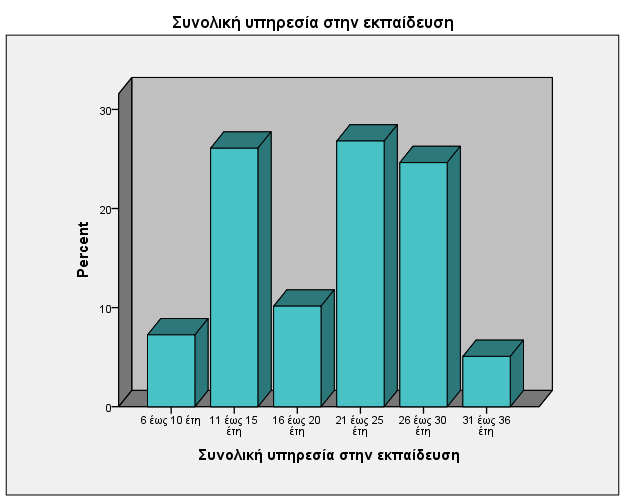 Συνολική υπηρεσία στην εκπαίδευση
30
20
10
0
Percent
6 έως 10 έτη
11 έως 15
έτη
16 έως 20
έτη
21 έως 25
έτη
26 έως 30
έτη
31 έως 36
έτη
Συνολική υπηρεσία στην εκπαίδευση